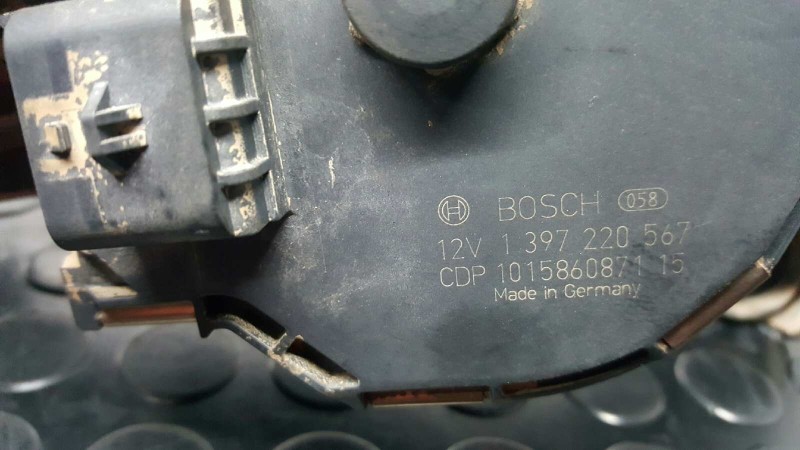 BOSCH 058
12V 1 397 220 567
CDP 1015860871 15
Made in Germany